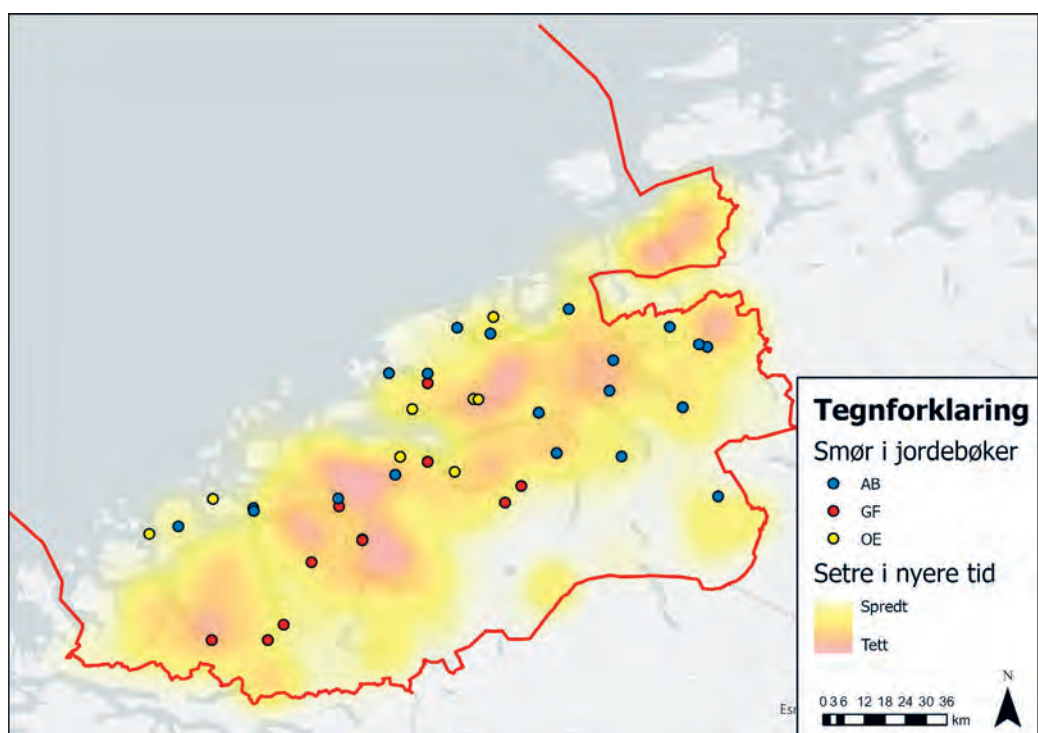 Tegnforklaring
Smør i jordebøker
AB
GF
OE
Setre i nyere tid
Spredt
Tett
N
0 3 6 12 18 24 30 36
km
Esr